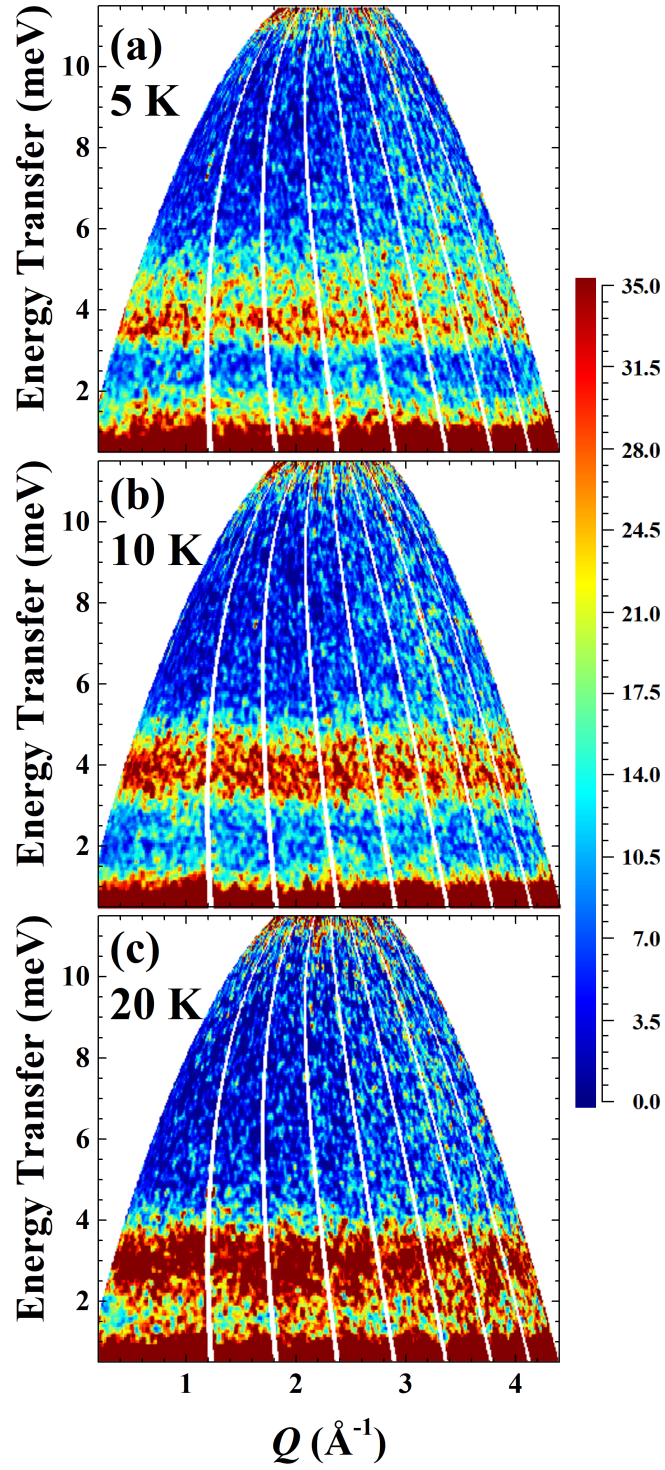 (a)
5 K
Energy Transfer (meV)
10
8
6
4
2
(b)
10 K
Energy Transfer (meV)
10
8
6
4
2
(c)
20 K
Energy Transfer (meV)
10
8
6
4
2
1 2 3 4
Q (Å⁻¹)
35.0
31.5
28.0
24.5
21.0
17.5
14.0
10.5
7.0
3.5
0.0